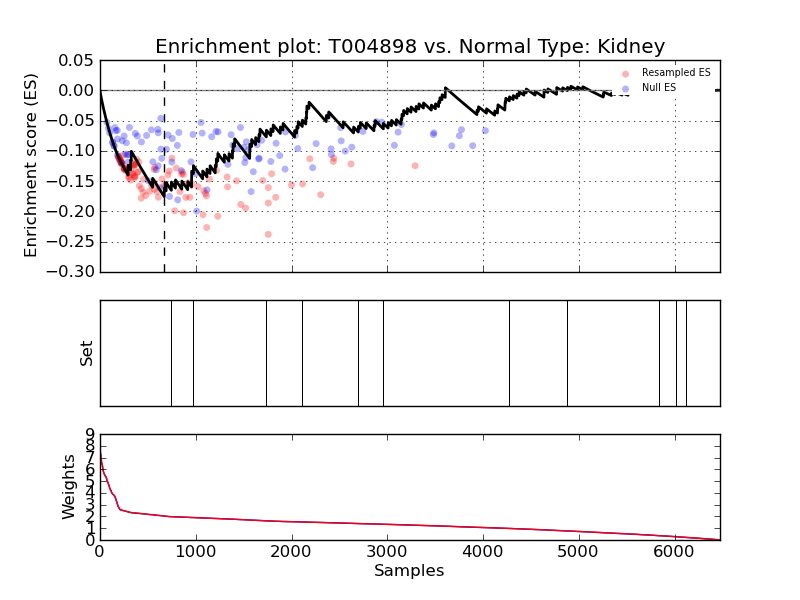 Enrichment plot: T004898 vs. Normal Type: Kidney
Enrichment score (ES)
0.05
0.00
−0.05
−0.10
−0.15
−0.20
−0.25
−0.30
Resampled ES
Null ES
Set
Weights
9
8
7
6
5
4
3
2
1
0
0 1000 2000 3000 4000 5000 6000
Samples